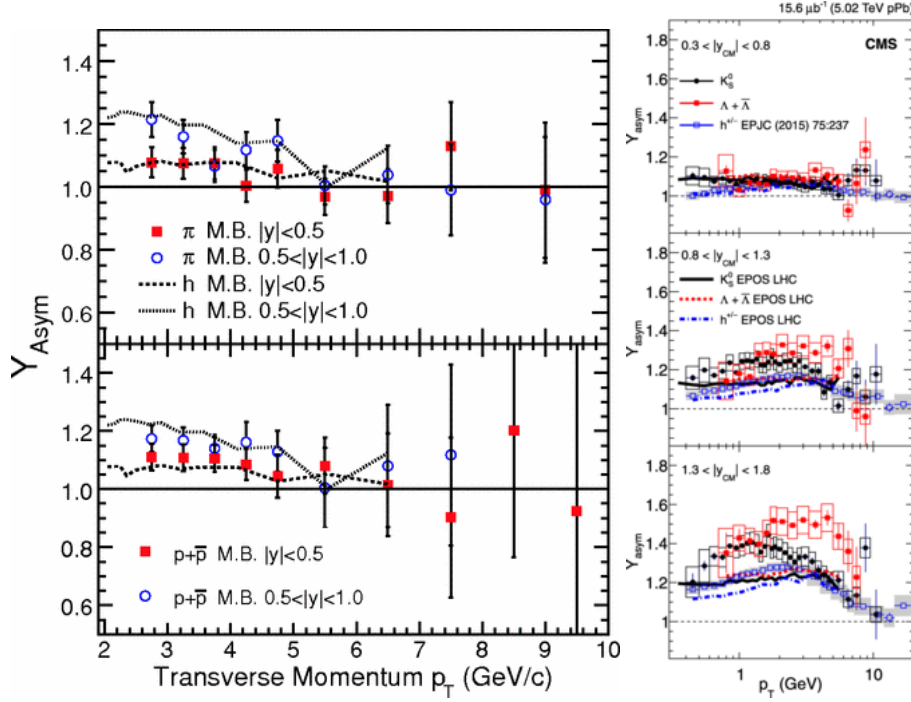 15.6 μb⁻¹ (5.02 TeV pPb)
Y_Asym
1.4
1.2
1.0
0.8
0.6
π M.B. |y|<0.5
π M.B. 0.5<|y|<1.0
h M.B. |y|<0.5
h M.B. 0.5<|y|<1.0
1.4
1.2
1.0
0.8
0.6
p+p̅ M.B. |y|<0.5
p+p̅ M.B. 0.5<|y|<1.0
2 3 4 5 6 7 8 9 10
Transverse Momentum p_T (GeV/c)
Y_asym
1.8
1.6
1.4
1.2
1
0.3 < |y_CM| < 0.8
CMS
K⁰_S
Λ + Λ̅
h⁺/⁻ EPJC (2015) 75:237
Y_asym
1.8
1.6
1.4
1.2
1
0.8 < |y_CM| < 1.3
K⁰_S EPOS LHC
Λ + Λ̅ EPOS LHC
h⁺/⁻ EPOS LHC
Y_asym
1.8
1.6
1.4
1.2
1
1.3 < |y_CM| < 1.8
1 10
p_T (GeV)